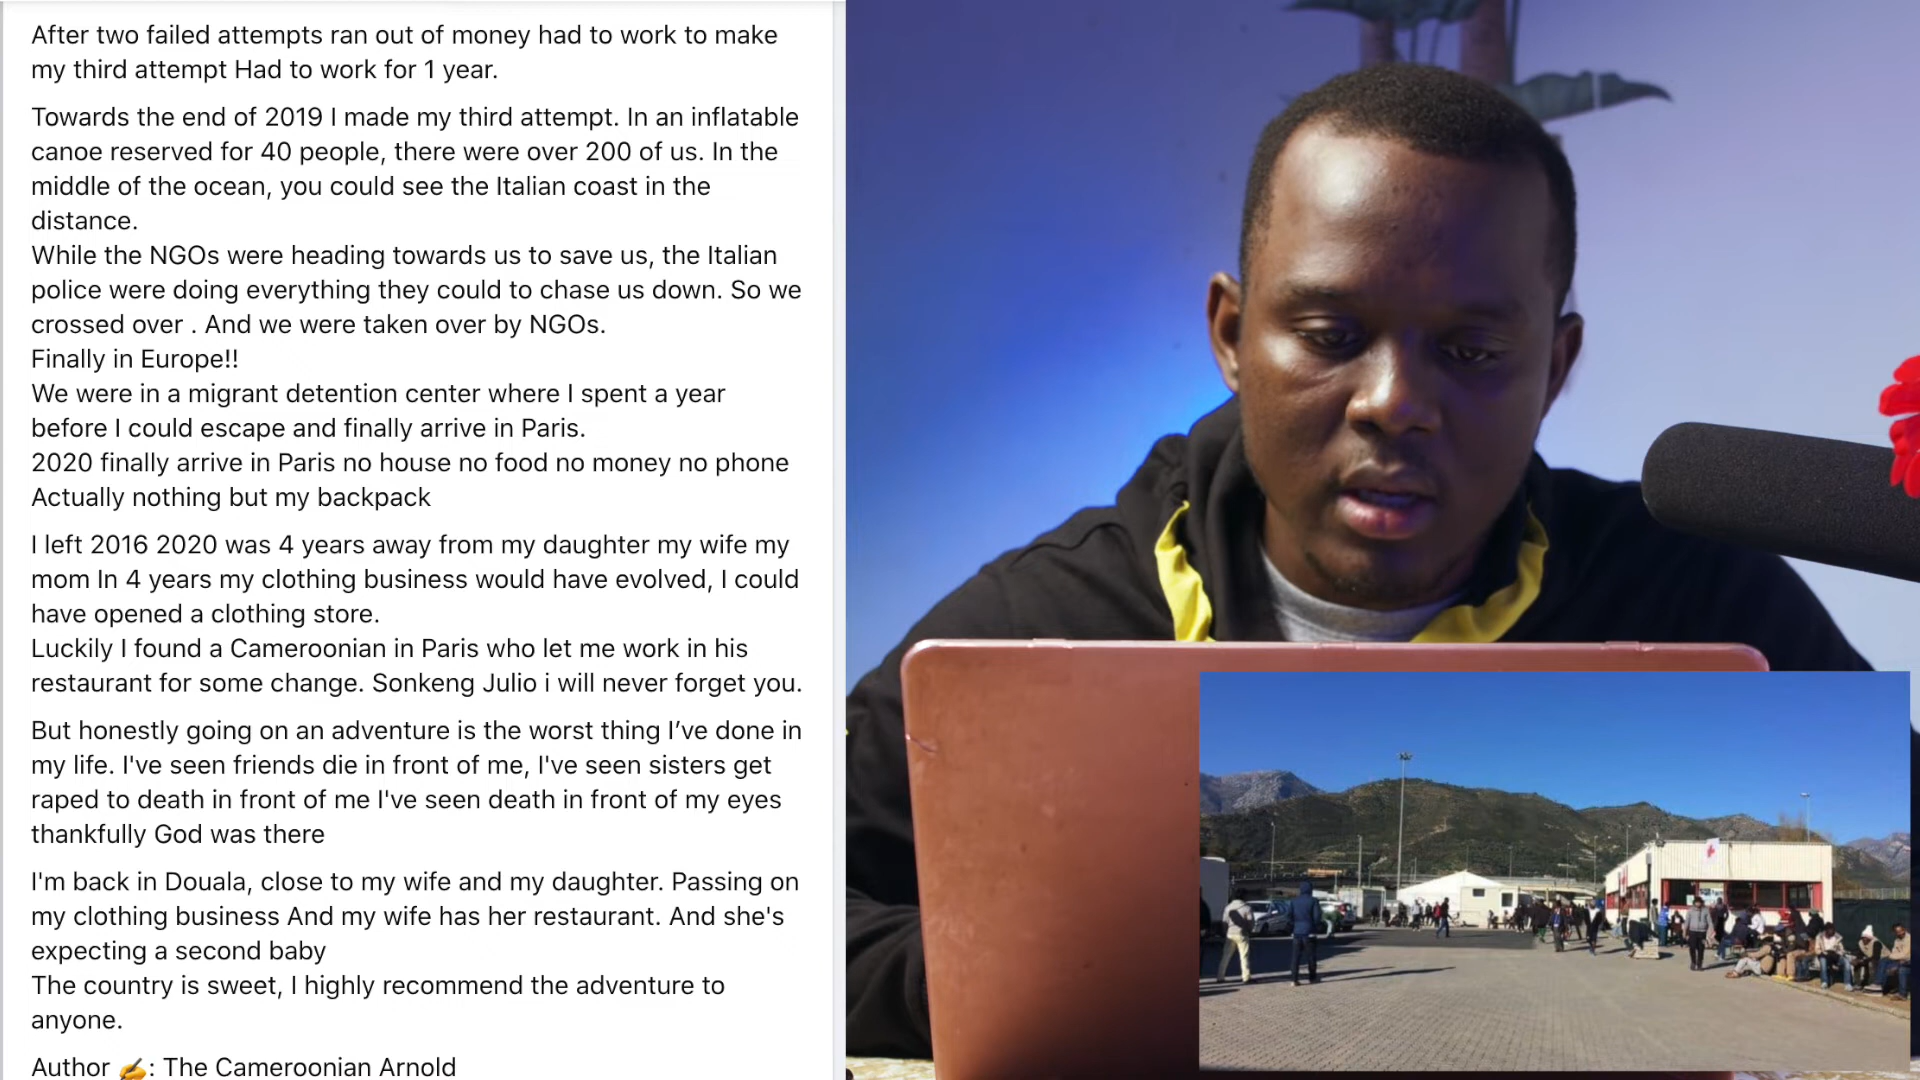 After two failed attempts ran out of money had to work to make
my third attempt Had to work for 1 year.
Towards the end of 2019 I made my third attempt. In an inflatable
canoe reserved for 40 people, there were over 200 of us. In the
middle of the ocean, you could see the Italian coast in the
distance.
While the NGOs were heading towards us to save us, the Italian
police were doing everything they could to chase us down. So we
crossed over . And we were taken over by NGOs.
Finally in Europe!!
We were in a migrant detention center where I spent a year
before I could escape and finally arrive in Paris.
2020 finally arrive in Paris no house no food no money no phone
Actually nothing but my backpack
I left 2016 2020 was 4 years away from my daughter my wife my
mom In 4 years my clothing business would have evolved, I could
have opened a clothing store.
Luckily I found a Cameroonian in Paris who let me work in his
restaurant for some change. Sonkeng Julio i will never forget you.
But honestly going on an adventure is the worst thing I’ve done in
my life. I've seen friends die in front of me, I've seen sisters get
raped to death in front of me I've seen death in front of my eyes
thankfully God was there
I'm back in Douala, close to my wife and my daughter. Passing on
my clothing business And my wife has her restaurant. And she's
expecting a second baby
The country is sweet, I highly recommend the adventure to
anyone.
Author ✍️: The Cameroonian Arnold